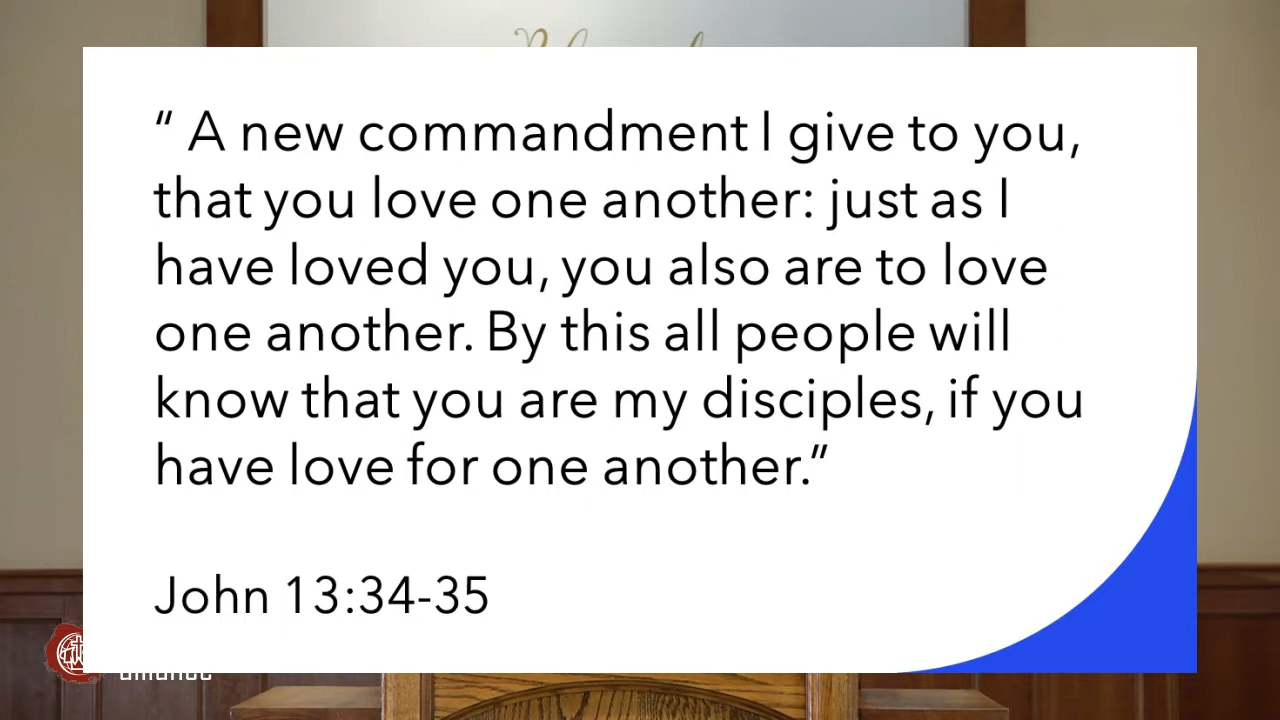 “ A new commandment I give to you,
that you love one another: just as I
have loved you, you also are to love
one another. By this all people will
know that you are my disciples, if you
have love for one another.”
John 13:34-35